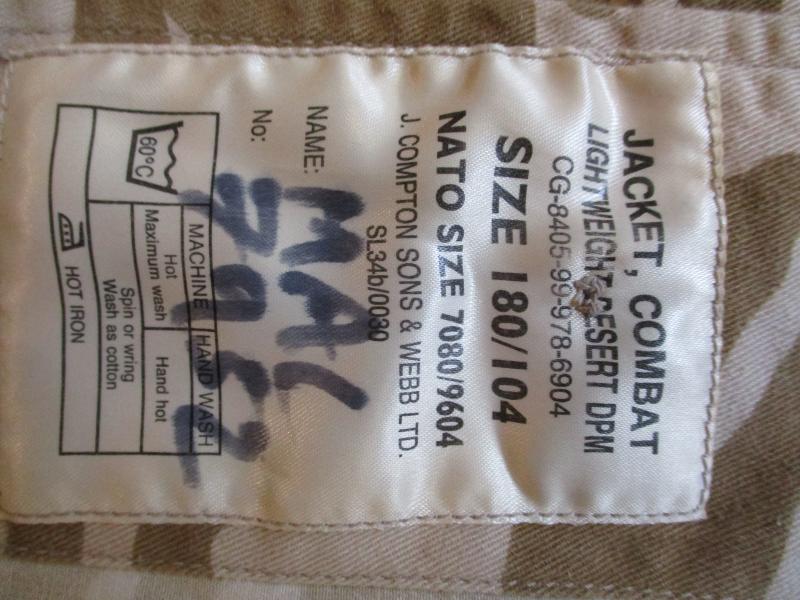 JACKET, COMBAT
LIGHTWEIGHT DESERT DPM
CG-8405-99-978-6904
SIZE 180/104
NATO SIZE 7080/9604
J. COMPTON SONS & WEBB LTD.
SL34b/0030
NAME: MAC
No:
60°C
MACHINE HAND WASH
Hot
Maximum wash
Hand hot
Spin or wring
Wash as cotton
HOT IRON